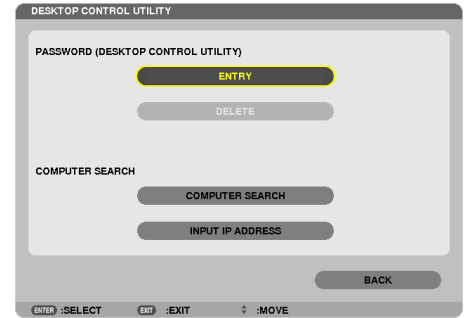 DESKTOP CONTROL UTILITY
PASSWORD (DESKTOP CONTROL UTILITY)
ENTRY
DELETE
COMPUTER SEARCH
COMPUTER SEARCH
INPUT IP ADDRESS
BACK
ENTER :SELECT EXIT :EXIT :MOVE